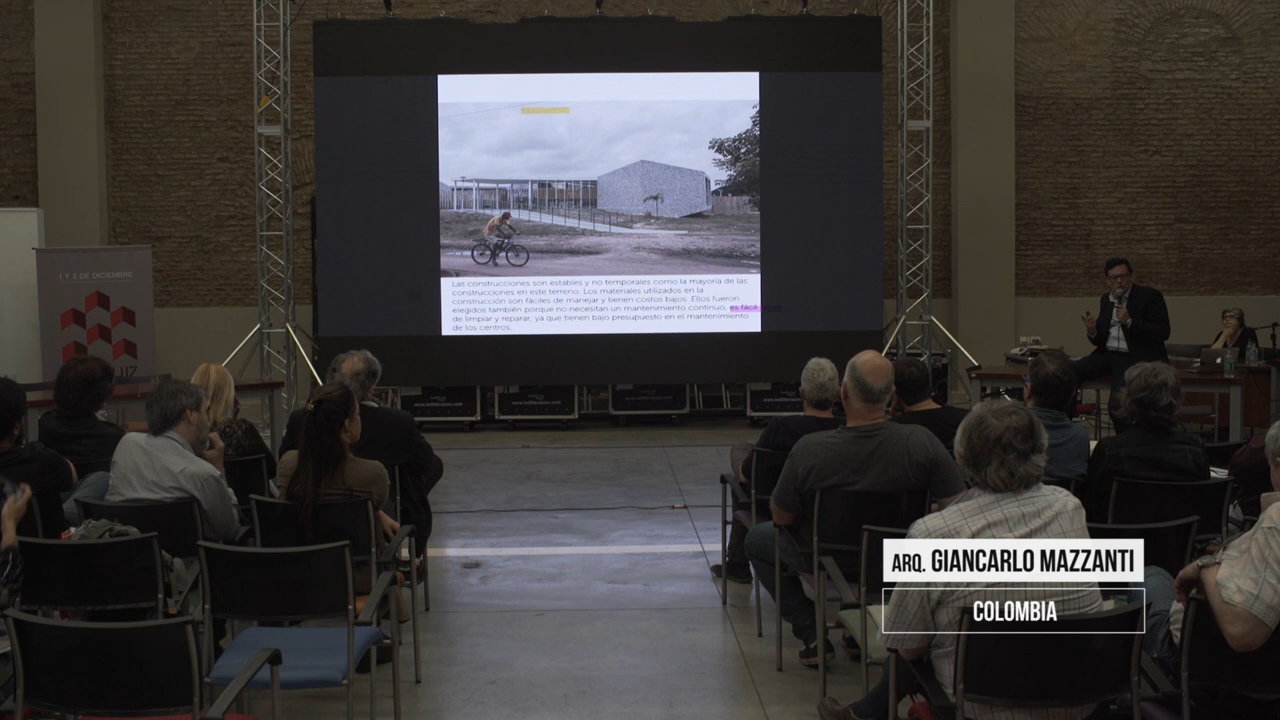 1 Y 2 DE DICIEMBRE
Las construcciones son estables y no temporales como la mayoría de las
construcciones en este terreno. Los materiales utilizados en la
construcción son fáciles de manejar y tienen costos bajos. Ellos fueron
elegidos también porque no necesitan un mantenimiento continuo, es fácil
de limpiar y reparar, ya que tienen bajo presupuesto en el mantenimiento
de los centros.
ARQ. GIANCARLO MAZZANTI
COLOMBIA